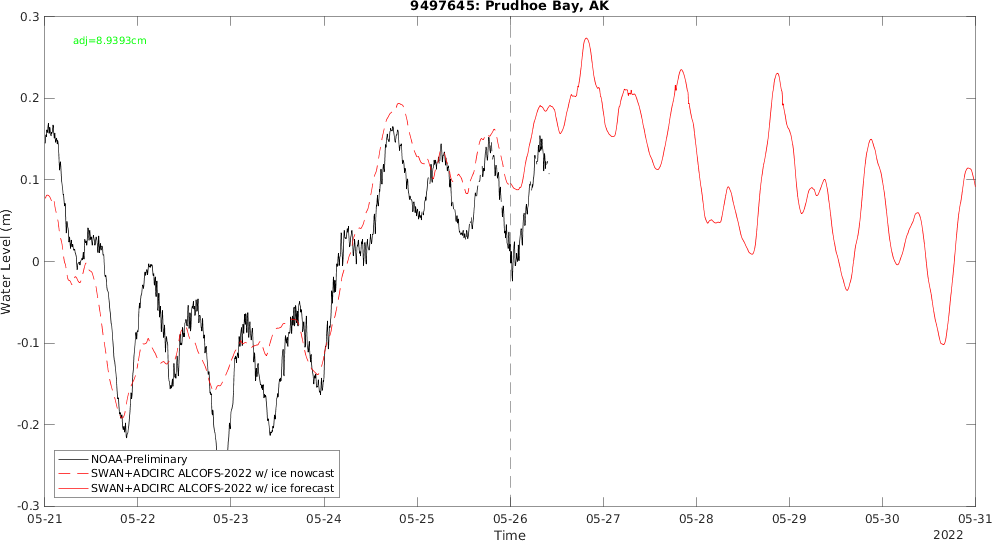 9497645: Prudhoe Bay, AK
adj=8.9393cm
Water Level (m)
0.3
0.2
0.1
0
-0.1
-0.2
-0.3
NOAA-Preliminary
SWAN+ADCIRC ALCOFS-2022 w/ ice nowcast
SWAN+ADCIRC ALCOFS-2022 w/ ice forecast
05-21 05-22 05-23 05-24 05-25 05-26 05-27 05-28 05-29 05-30 05-31
Time
2022